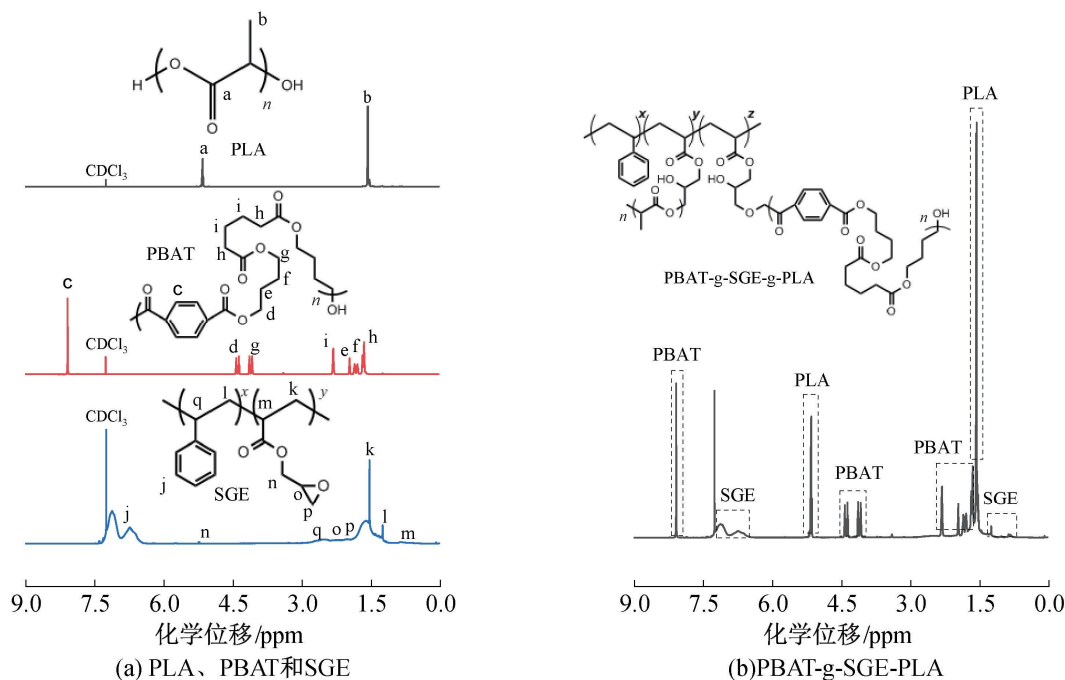 b
H
O
a
O
n
OH
PLA
CDCl₃
a
b
PBAT
i
i
h
h
O
O
O
O
g
f
e
d
c
O
O
O
n
OH
c
CDCl₃
d
g
i
e
f
h
q
l
x
m
k
y
O
O
n
o
O
p
j
SGE
CDCl₃
j
n
q
o
p
k
l
m
9.0 7.5 6.0 4.5 3.0 1.5 0.0
化学位移/ppm
(a) PLA、PBAT和SGE
x
y
z
O
O
O
O
OH
OH
n
O
O
O
O
O
O
O
n
OH
O
O
O
O
PBAT-g-SGE-g-PLA
PBAT
SGE
PLA
PBAT
PBAT
PLA
SGE
9.0 7.5 6.0 4.5 3.0 1.5 0.0
化学位移/ppm
(b)PBAT-g-SGE-PLA